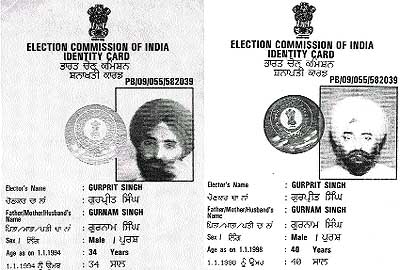 ELECTION COMMISSION OF INDIA
IDENTITY CARD
ਭਾਰਤ ਚੋਣ ਕਮਿਸ਼ਨ
ਸ਼ਨਾਖਤੀ ਕਾਰਡ
PB/09/055/582039
Elector's Name : GURPRIT SINGH
ਚੋਣਕਾਰ ਦਾ ਨਾਂ : ਗੁਰਪ੍ਰੀਤ ਸਿੰਘ
Father/Mother/Husband's Name : GURNAM SINGH
ਪਿਤਾ/ਮਾਤਾ/ਪਤੀ ਦਾ ਨਾਂ : ਗੁਰਨਾਮ ਸਿੰਘ
Sex / ਲਿੰਗ : Male / ਪੁਰਸ਼
Age as on 1.1.1994 : 34 Years
1.1.1994 ਨੂੰ ਉਮਰ : 34 ਸਾਲ
ELECTION COMMISSION OF INDIA
IDENTITY CARD
ਭਾਰਤ ਚੋਣ ਕਮਿਸ਼ਨ
ਸ਼ਨਾਖਤੀ ਕਾਰਡ
PB/09/055/582039
Elector's Name : GURPRIT SINGH
ਚੋਣਕਾਰ ਦਾ ਨਾਂ : ਗੁਰਪ੍ਰੀਤ ਸਿੰਘ
Father/Mother/Husband's Name : GURNAM SINGH
ਪਿਤਾ/ਮਾਤਾ/ਪਤੀ ਦਾ ਨਾਂ : ਗੁਰਨਾਮ ਸਿੰਘ
Sex / ਲਿੰਗ : Male / ਪੁਰਸ਼
Age as on 1.1.1998 : 40 Years
1.1.1998 ਨੂੰ ਉਮਰ : 40 ਸਾਲ